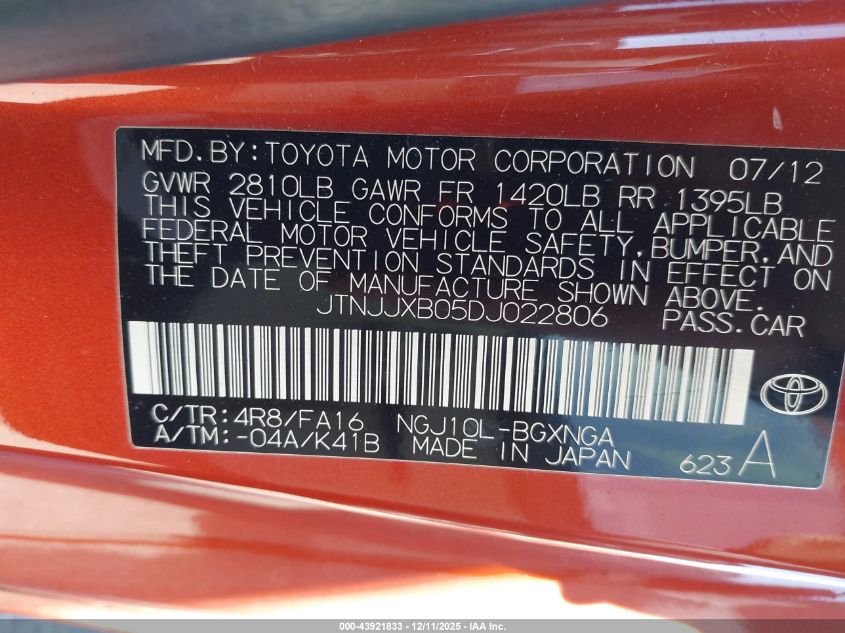 MFD.BY:TOYOTA MOTOR CORPORATION 07/12
GVWR 2810LB GAWR FR 1420LB RR 1395LB
THIS VEHICLE CONFORMS TO ALL APPLICABLE
FEDERAL MOTOR VEHICLE SAFETY,BUMPER,AND
THEFT PREVENTION STANDARDS IN EFFECT ON
THE DATE OF MANUFACTURE SHOWN ABOVE.
JTNJJXB05DJ022806 PASS.CAR
C/TR:4R8/FA16 NGJ10L-BGXNGA
A/TM:-04A/K41B MADE IN JAPAN 623A
000-43921833 - 12/11/2025 - IAA Inc.